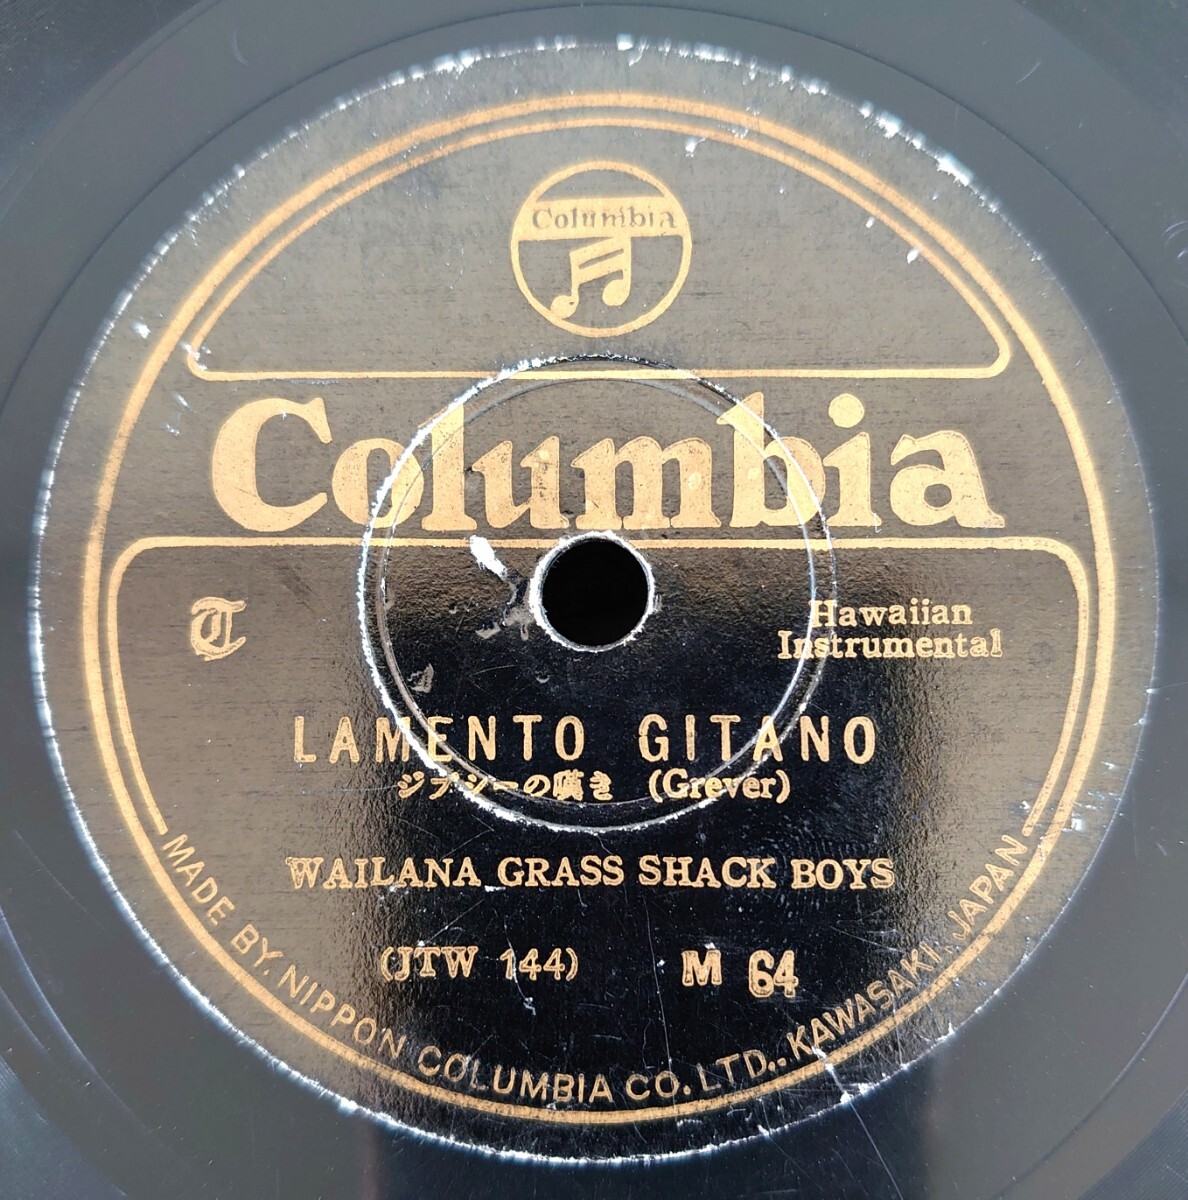 Columbia
Columbia
T
Hawaiian
Instrumental
LAMENTO GITANO
ジプシーの嘆き (Grever)
WAILANA GRASS SHACK BOYS
(JTW 144) M 64
MADE BY. NIPPON COLUMBIA CO. LTD.. KAWASAKI. JAPAN